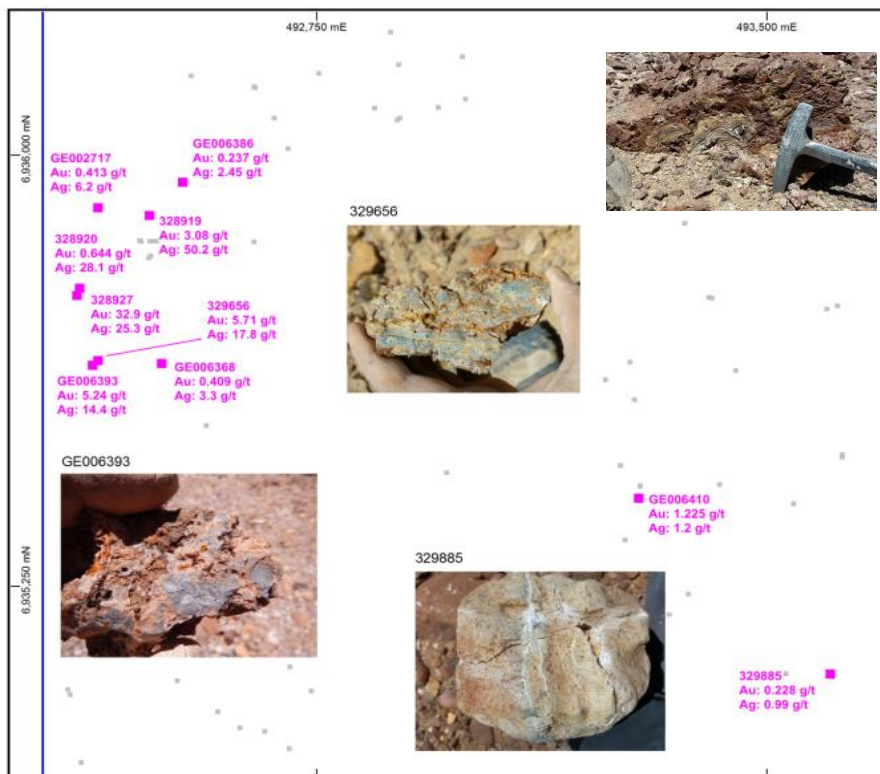 492,750 mE
493,500 mE
6,936,000 mN
GE006386
Au: 0.237 g/t
Ag: 2.45 g/t
GE002717
Au: 0.413 g/t
Ag: 6.2 g/t
329656
328919
Au: 3.08 g/t
Ag: 50.2 g/t
328920
Au: 0.644 g/t
Ag: 28.1 g/t
328927
Au: 32.9 g/t
Ag: 25.3 g/t
329656
Au: 5.71 g/t
Ag: 17.8 g/t
GE006368
Au: 0.409 g/t
Ag: 3.3 g/t
GE006393
Au: 5.24 g/t
Ag: 14.4 g/t
GE006393
GE006410
Au: 1.225 g/t
Ag: 1.2 g/t
329885
6,935,250 mN
329885
Au: 0.228 g/t
Ag: 0.99 g/t